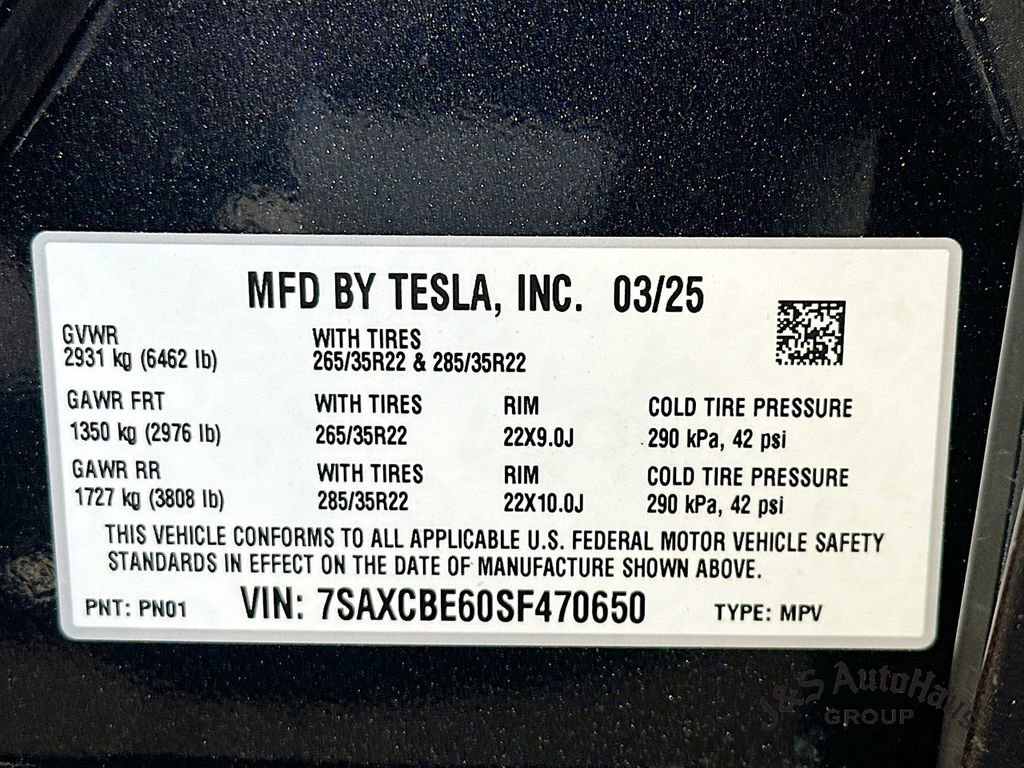 MFD BY TESLA, INC. 03/25
GVWR WITH TIRES
2931 kg (6462 lb) 265/35R22 & 285/35R22
GAWR FRT WITH TIRES RIM COLD TIRE PRESSURE
1350 kg (2976 lb) 265/35R22 22X9.0J 290 kPa, 42 psi
GAWR RR WITH TIRES RIM COLD TIRE PRESSURE
1727 kg (3808 lb) 285/35R22 22X10.0J 290 kPa, 42 psi
THIS VEHICLE CONFORMS TO ALL APPLICABLE U.S. FEDERAL MOTOR VEHICLE SAFETY
STANDARDS IN EFFECT ON THE DATE OF MANUFACTURE SHOWN ABOVE.
PNT: PN01 VIN: 7SAXCBE60SF470650 TYPE: MPV
J&S AutoHaus
GROUP